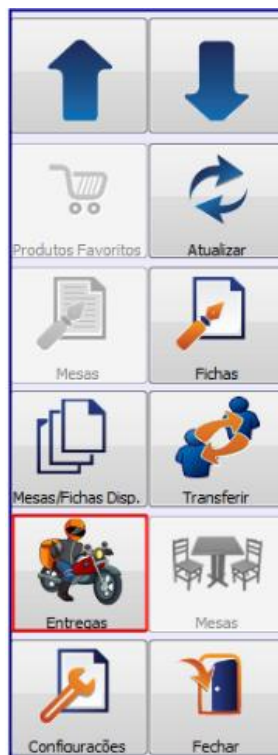 Produtos Favoritos
Atualizar
Mesas
Fichas
Mesas/Fichas Disp.
Transferir
Entregas
Mesas
Configurações
Fechar